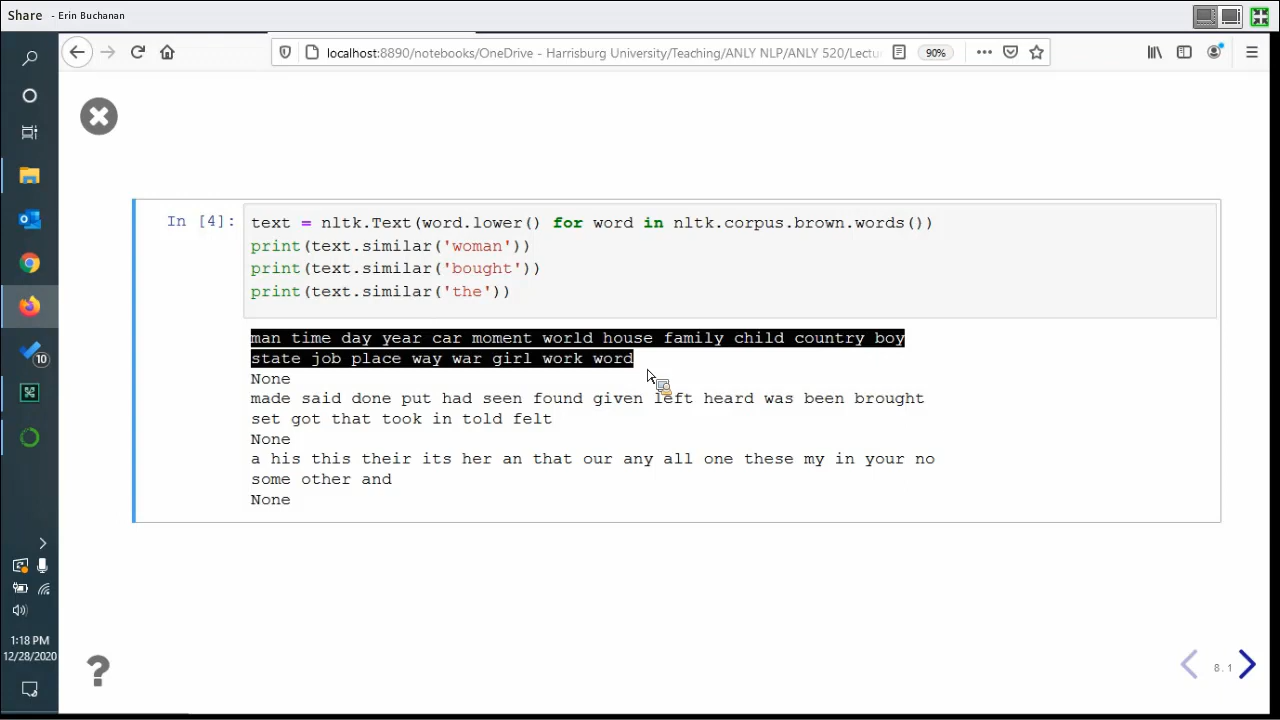 Share - Erin Buchanan
localhost:8890/notebooks/OneDrive - Harrisburg University/Teaching/ANLY NLP/ANLY 520/Lectu
90%
In [4]:
text = nltk.Text(word.lower() for word in nltk.corpus.brown.words())
print(text.similar('woman'))
print(text.similar('bought'))
print(text.similar('the'))
man time day year car moment world house family child country boy
state job place way war girl work word
None
made said done put had seen found given left heard was been brought
set got that took in told felt
None
a his this their its her an that our any all one these my in your no
some other and
None
10
1:18 PM
12/28/2020
?
8.1